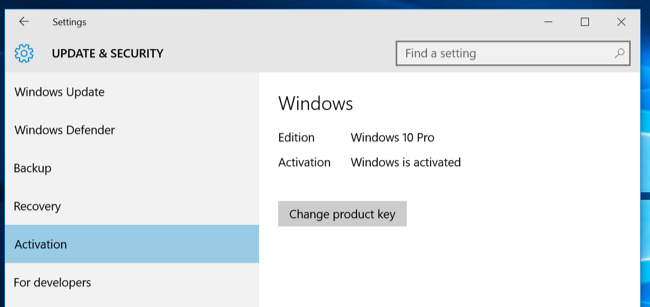 Settings
UPDATE & SECURITY
Find a setting
Windows Update
Windows Defender
Backup
Recovery
Activation
For developers
Windows
Edition Windows 10 Pro
Activation Windows is activated
Change product key